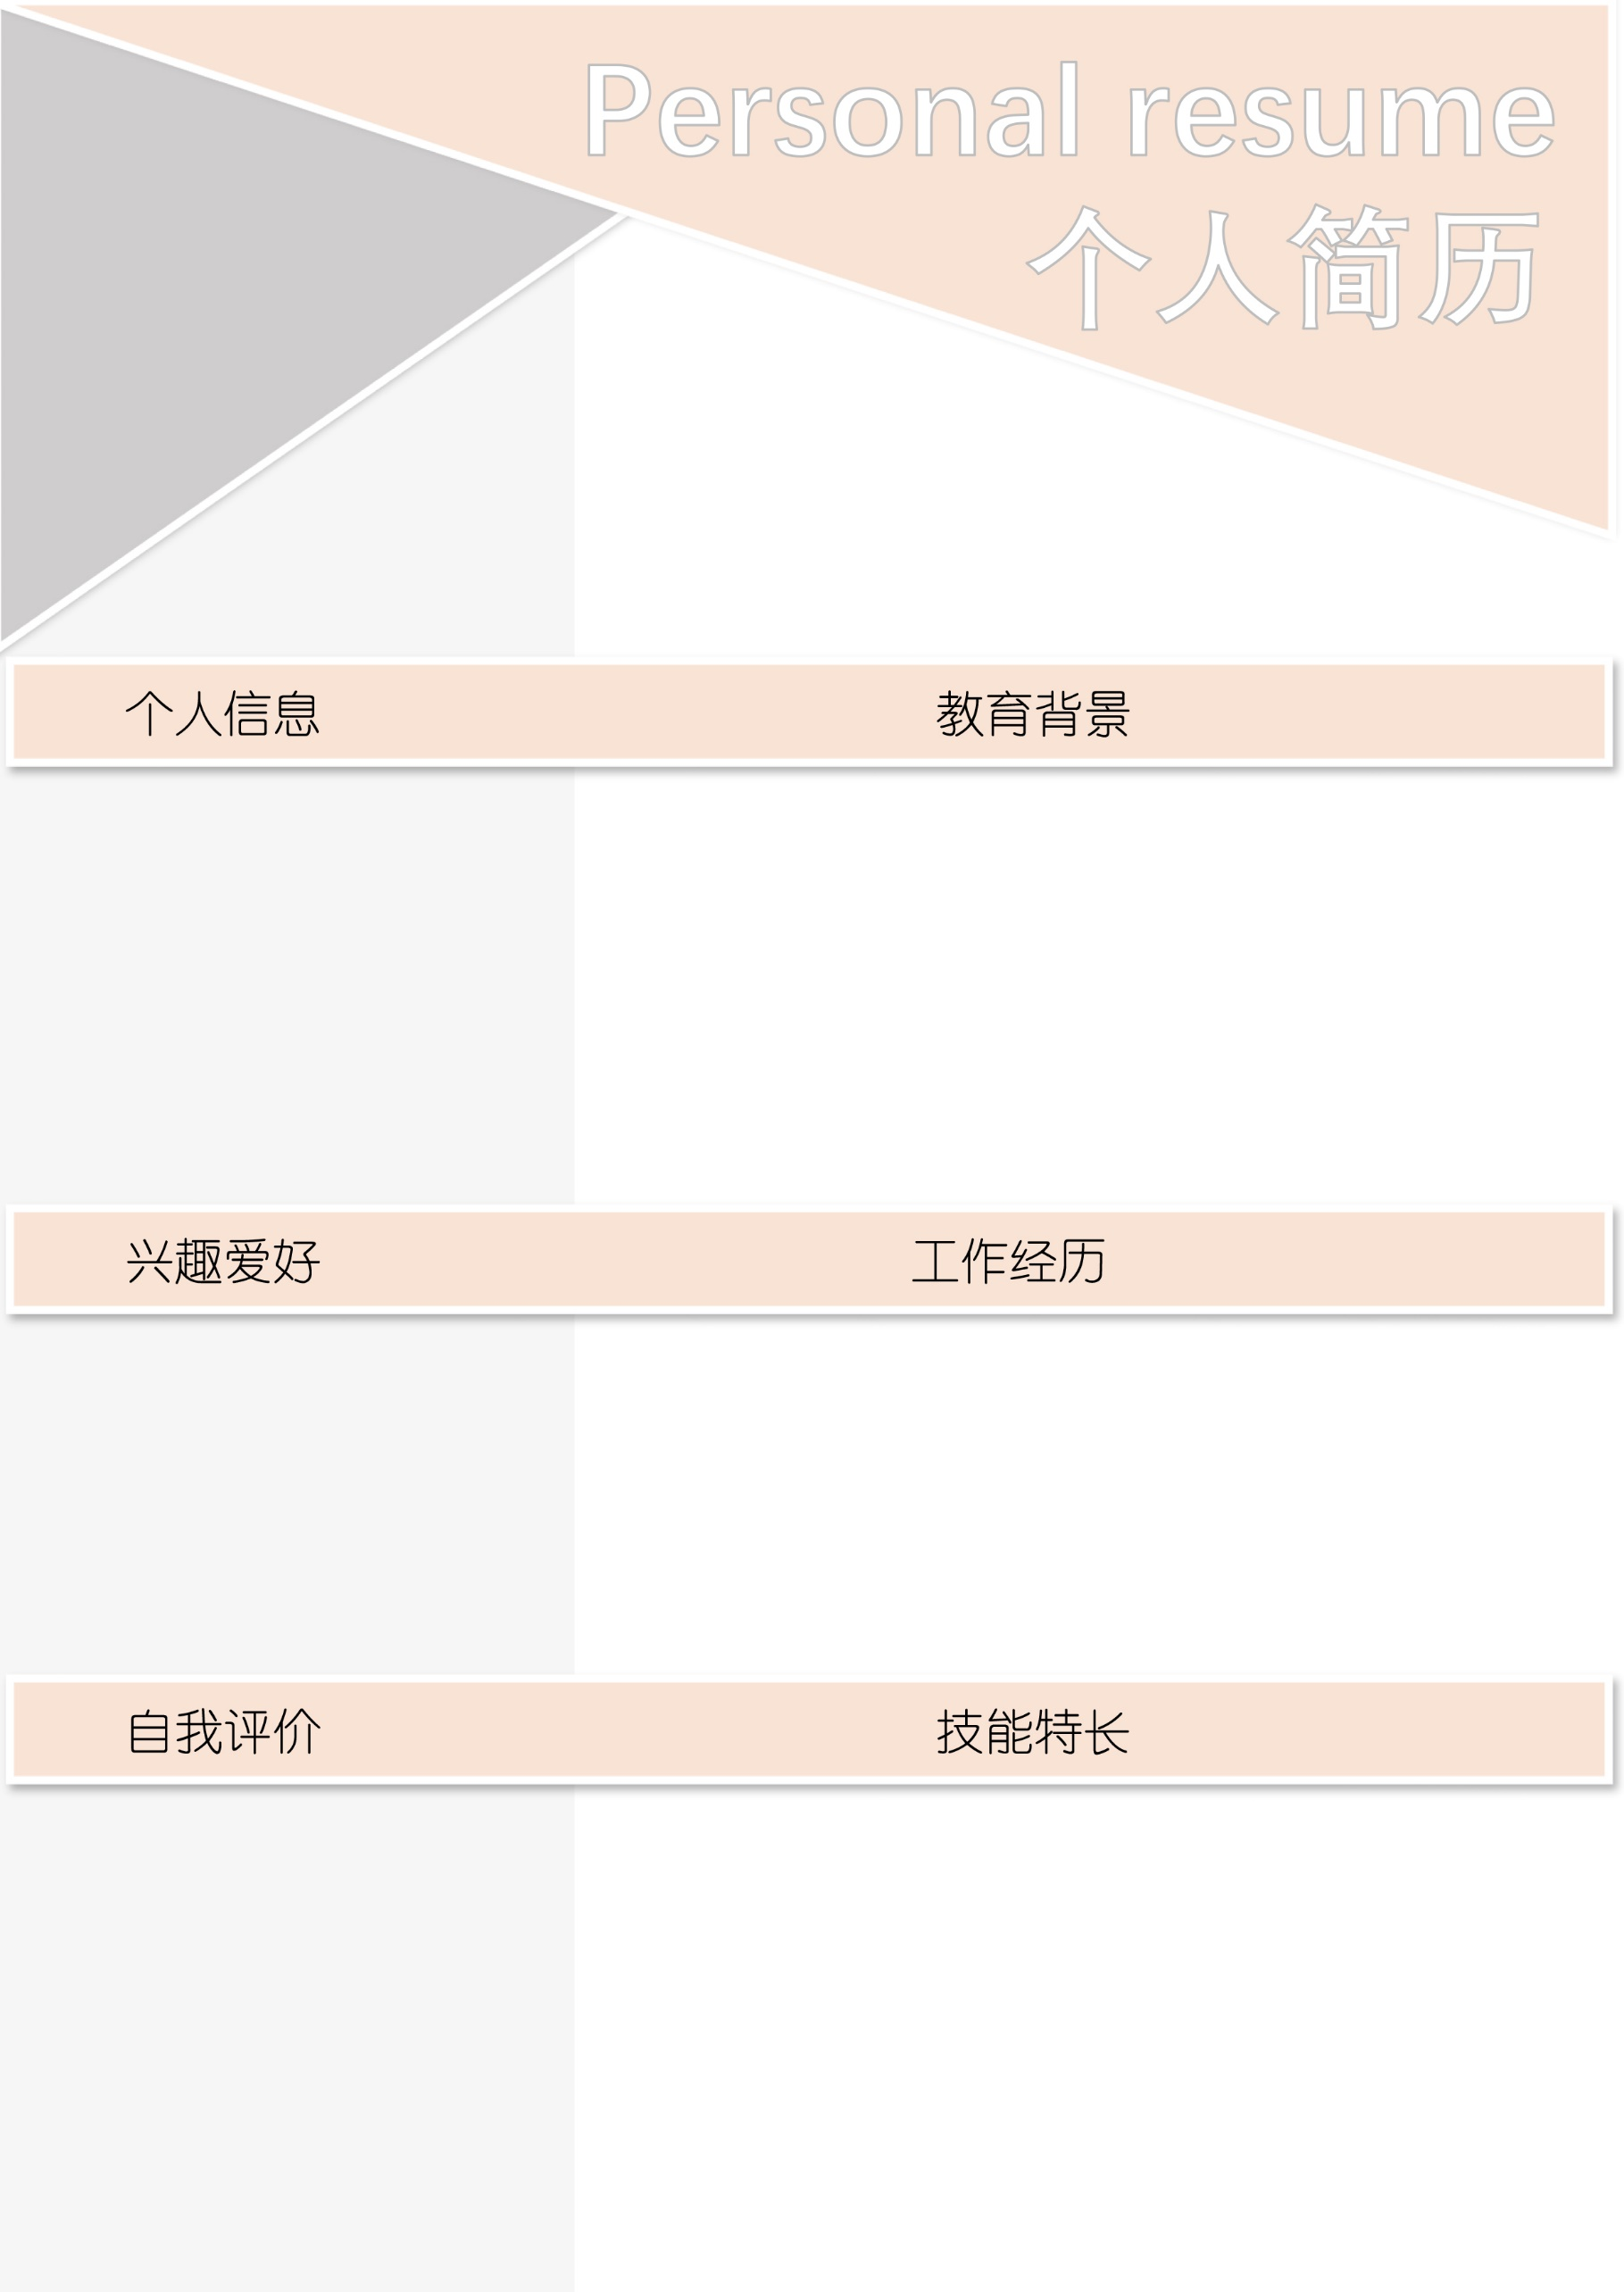 Personal resume
个人简历
个人信息
教育背景
兴趣爱好
工作经历
自我评价
技能特长